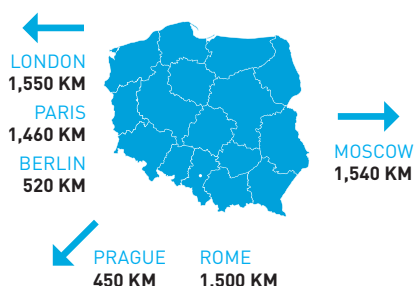 LONDON
1,550 KM
PARIS
1,460 KM
BERLIN
520 KM
MOSCOW
1,540 KM
PRAGUE
450 KM
ROME
1,500 KM